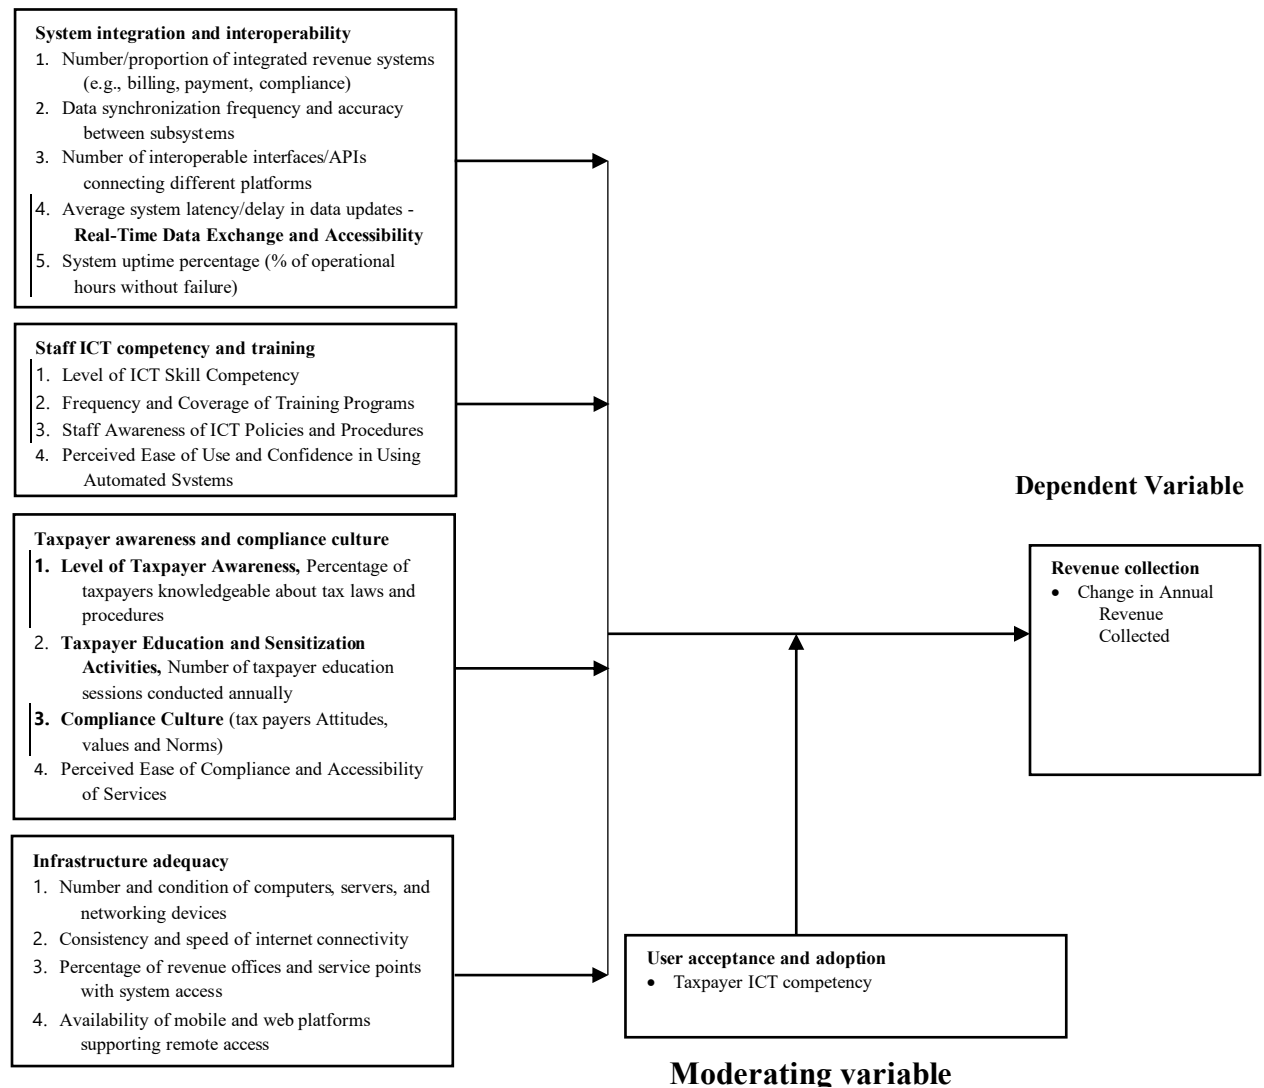 System integration and interoperability
1. Number/proportion of integrated revenue systems
(e.g., billing, payment, compliance)
2. Data synchronization frequency and accuracy
between subsystems
3. Number of interoperable interfaces/APIs
connecting different platforms
4. Average system latency/delay in data updates -
Real-Time Data Exchange and Accessibility
5. System uptime percentage (% of operational
hours without failure)
Staff ICT competency and training
1. Level of ICT Skill Competency
2. Frequency and Coverage of Training Programs
3. Staff Awareness of ICT Policies and Procedures
4. Perceived Ease of Use and Confidence in Using
Automated Systems
Taxpayer awareness and compliance culture
1. Level of Taxpayer Awareness, Percentage of
taxpayers knowledgeable about tax laws and
procedures
2. Taxpayer Education and Sensitization
Activities, Number of taxpayer education
sessions conducted annually
3. Compliance Culture (tax payers Attitudes,
values and Norms)
4. Perceived Ease of Compliance and Accessibility
of Services
Infrastructure adequacy
1. Number and condition of computers, servers, and
networking devices
2. Consistency and speed of internet connectivity
3. Percentage of revenue offices and service points
with system access
4. Availability of mobile and web platforms
supporting remote access
Dependent Variable
Revenue collection
• Change in Annual
Revenue
Collected
User acceptance and adoption
• Taxpayer ICT competency
Moderating variable